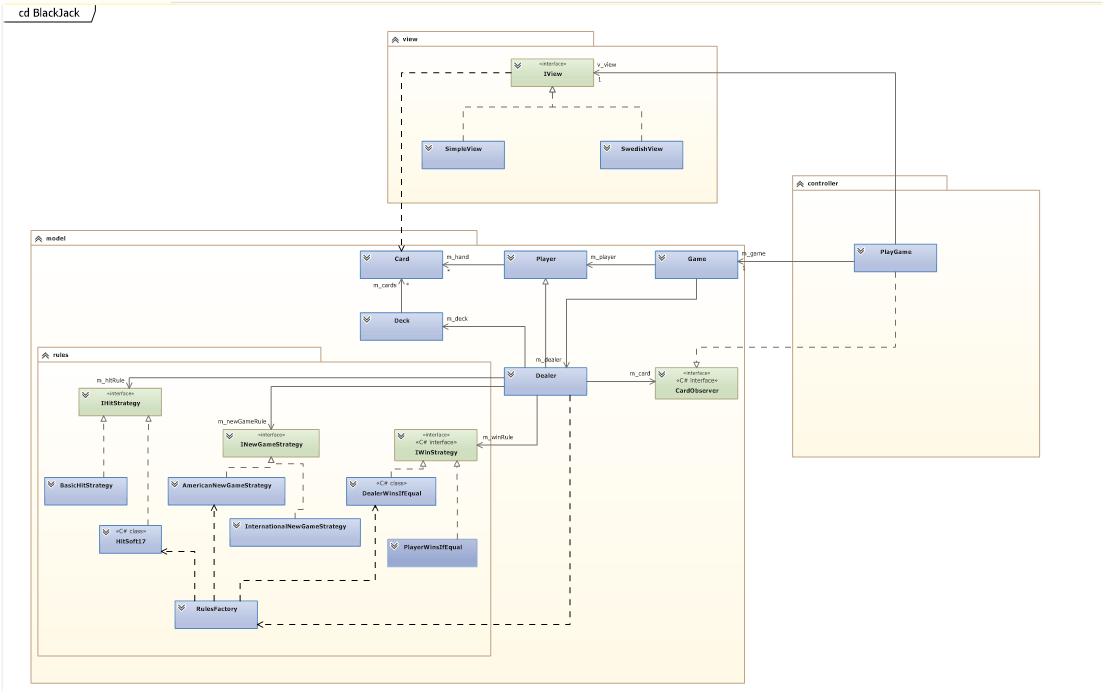 cd BlackJack
view
«interface»
IView
v_view
1
SimpleView
SwedishView
controller
PlayGame
model
Card
m_hand
*
Player
m_player
Game
m_game
1
m_cards
*
Deck
m_deck
rules
m_dealer
Dealer
m_card
«interface»
«C# Interface»
CardObserver
m_hitRule
«interface»
IHitStrategy
m_newGameRule
«interface»
INewGameStrategy
«interface»
«C# interface»
IWinStrategy
m_winRule
BasicHitStrategy
AmericanNewGameStrategy
«C# class»
DealerWinsIfEqual
«C# class»
HitSoft17
InternationalNewGameStrategy
PlayerWinsIfEqual
RulesFactory